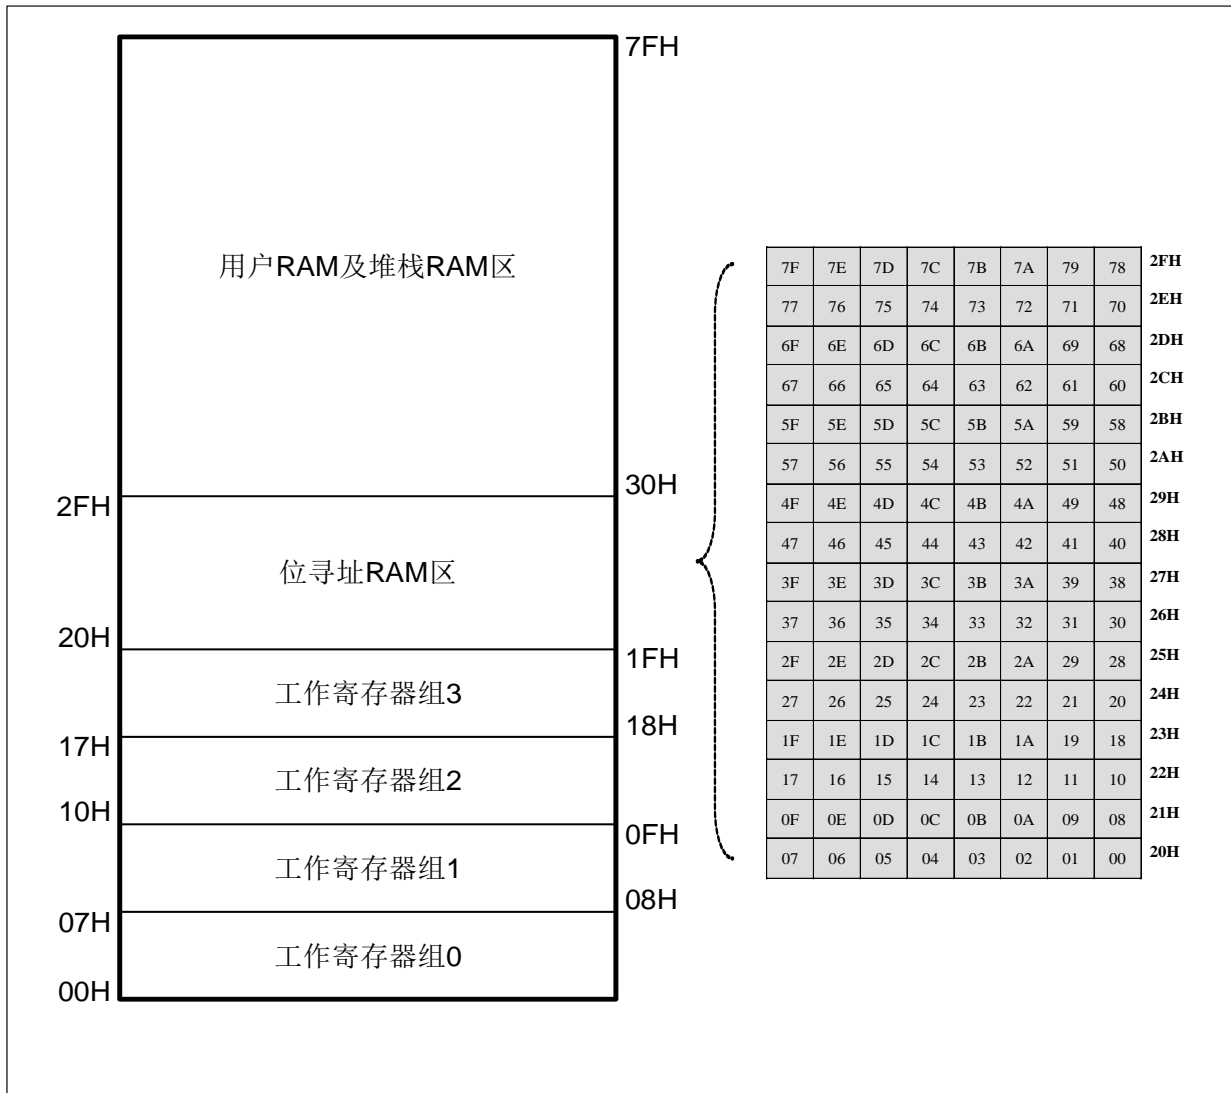 7FH
用户RAM及堆栈RAM区
30H
2FH
位寻址RAM区
20H
1FH
工作寄存器组3
18H
17H
工作寄存器组2
10H
0FH
工作寄存器组1
08H
07H
工作寄存器组0
00H
7F 7E 7D 7C 7B 7A 79 78 2FH
77 76 75 74 73 72 71 70 2EH
6F 6E 6D 6C 6B 6A 69 68 2DH
67 66 65 64 63 62 61 60 2CH
5F 5E 5D 5C 5B 5A 59 58 2BH
57 56 55 54 53 52 51 50 2AH
4F 4E 4D 4C 4B 4A 49 48 29H
47 46 45 44 43 42 41 40 28H
3F 3E 3D 3C 3B 3A 39 38 27H
37 36 35 34 33 32 31 30 26H
2F 2E 2D 2C 2B 2A 29 28 25H
27 26 25 24 23 22 21 20 24H
1F 1E 1D 1C 1B 1A 19 18 23H
17 16 15 14 13 12 11 10 22H
0F 0E 0D 0C 0B 0A 09 08 21H
07 06 05 04 03 02 01 00 20H